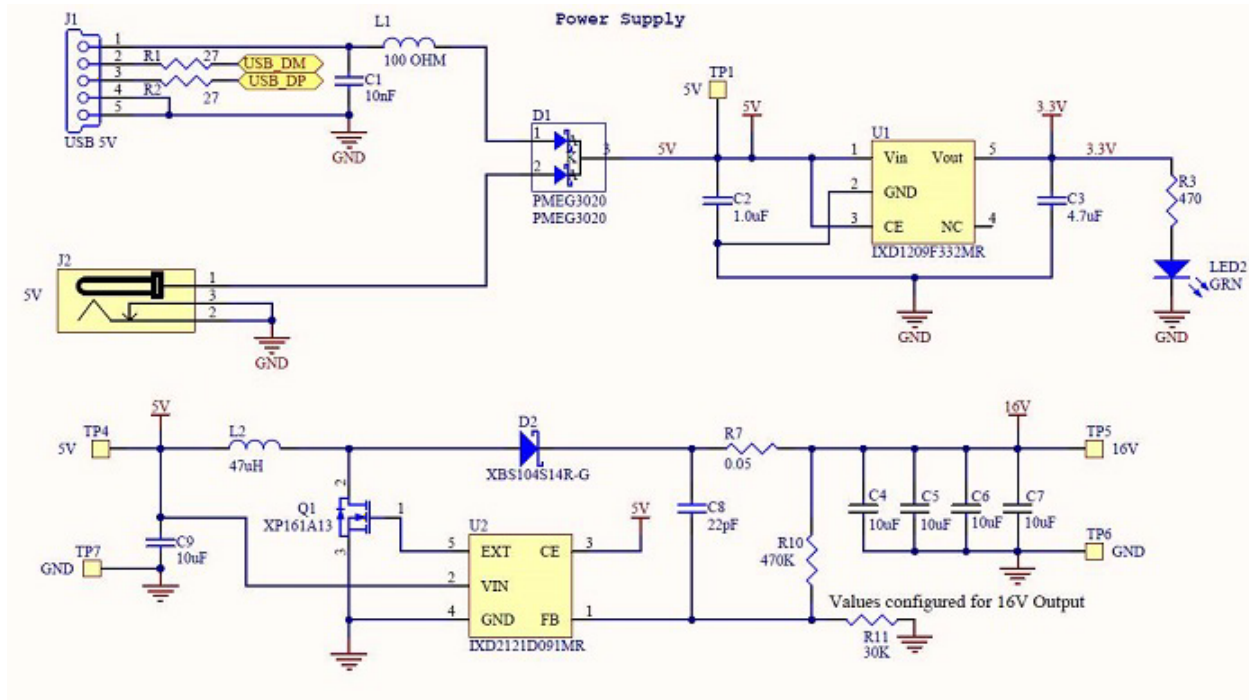 Power Supply
J1
1
2
3
4
5
R1
27
R2
27
USB_DM
USB_DP
USB 5V
L1
100 OHM
C1
10nF
GND
D1
1
2
3
A
K
A
PMEG3020
PMEG3020
5V
TP1
5V
5V
C2
1.0uF
U1
1
2
3
Vin
GND
CE
Vout
NC
5
4
IXD1209F332MR
3.3V
3.3V
C3
4.7uF
R3
470
LED2
GRN
GND
GND
J2
5V
1
3
2
GND
TP4
5V
5V
L2
47uH
D2
XBS104S14R-G
R7
0.05
16V
TP5
16V
Q1
XP161A13
2
1
3
C9
10uF
TP7
GND
U2
5
2
4
EXT
VIN
GND
CE
FB
3
1
IXD2121D091MR
5V
C8
22pF
R10
470K
C4
10uF
C5
10uF
C6
10uF
C7
10uF
TP6
GND
Values configured for 16V Output
R11
30K